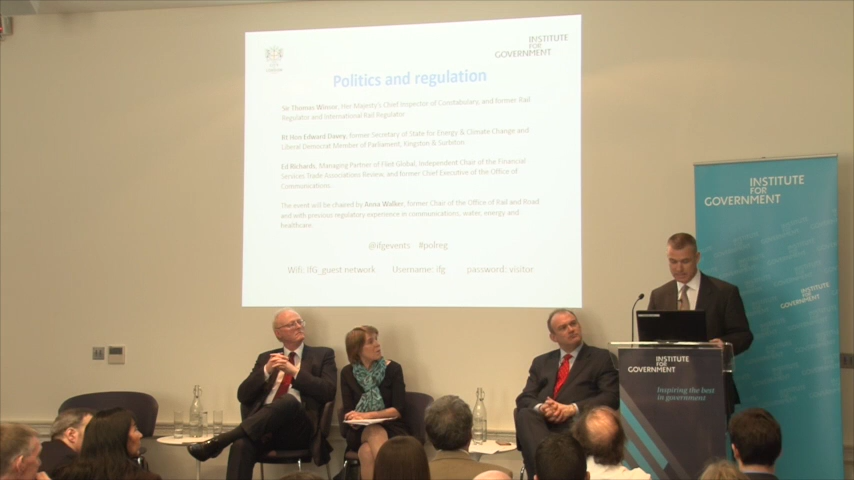 INSTITUTE
FOR
GOVERNMENT
Politics and regulation
Sir Thomas Winsor, Her Majesty's Chief Inspector of Constabulary, and former Rail
Regulator and International Rail Regulator
Rt Hon Edward Davey, former Secretary of State for Energy & Climate Change and
Liberal Democrat Member of Parliament, Kingston & Surbiton
Ed Richards, Managing Partner of Flint Global, Independent Chair of the Financial
Services Trade Associations Review, and former Chief Executive of the Office of
Communications.
The event will be chaired by Anna Walker, former Chair of the Office of Rail and Road
and with previous regulatory experience in communications, water, energy and
healthcare.
@ifgevents #polreg
Wifi: IfG_guest network Username: ifg password: visitor
INSTITUTE
FOR
GOVERNMENT
INSTITUTE
FOR
GOVERNMENT
INSTITUTE
FOR
GOVERNMENT
Inspiring the best
in government